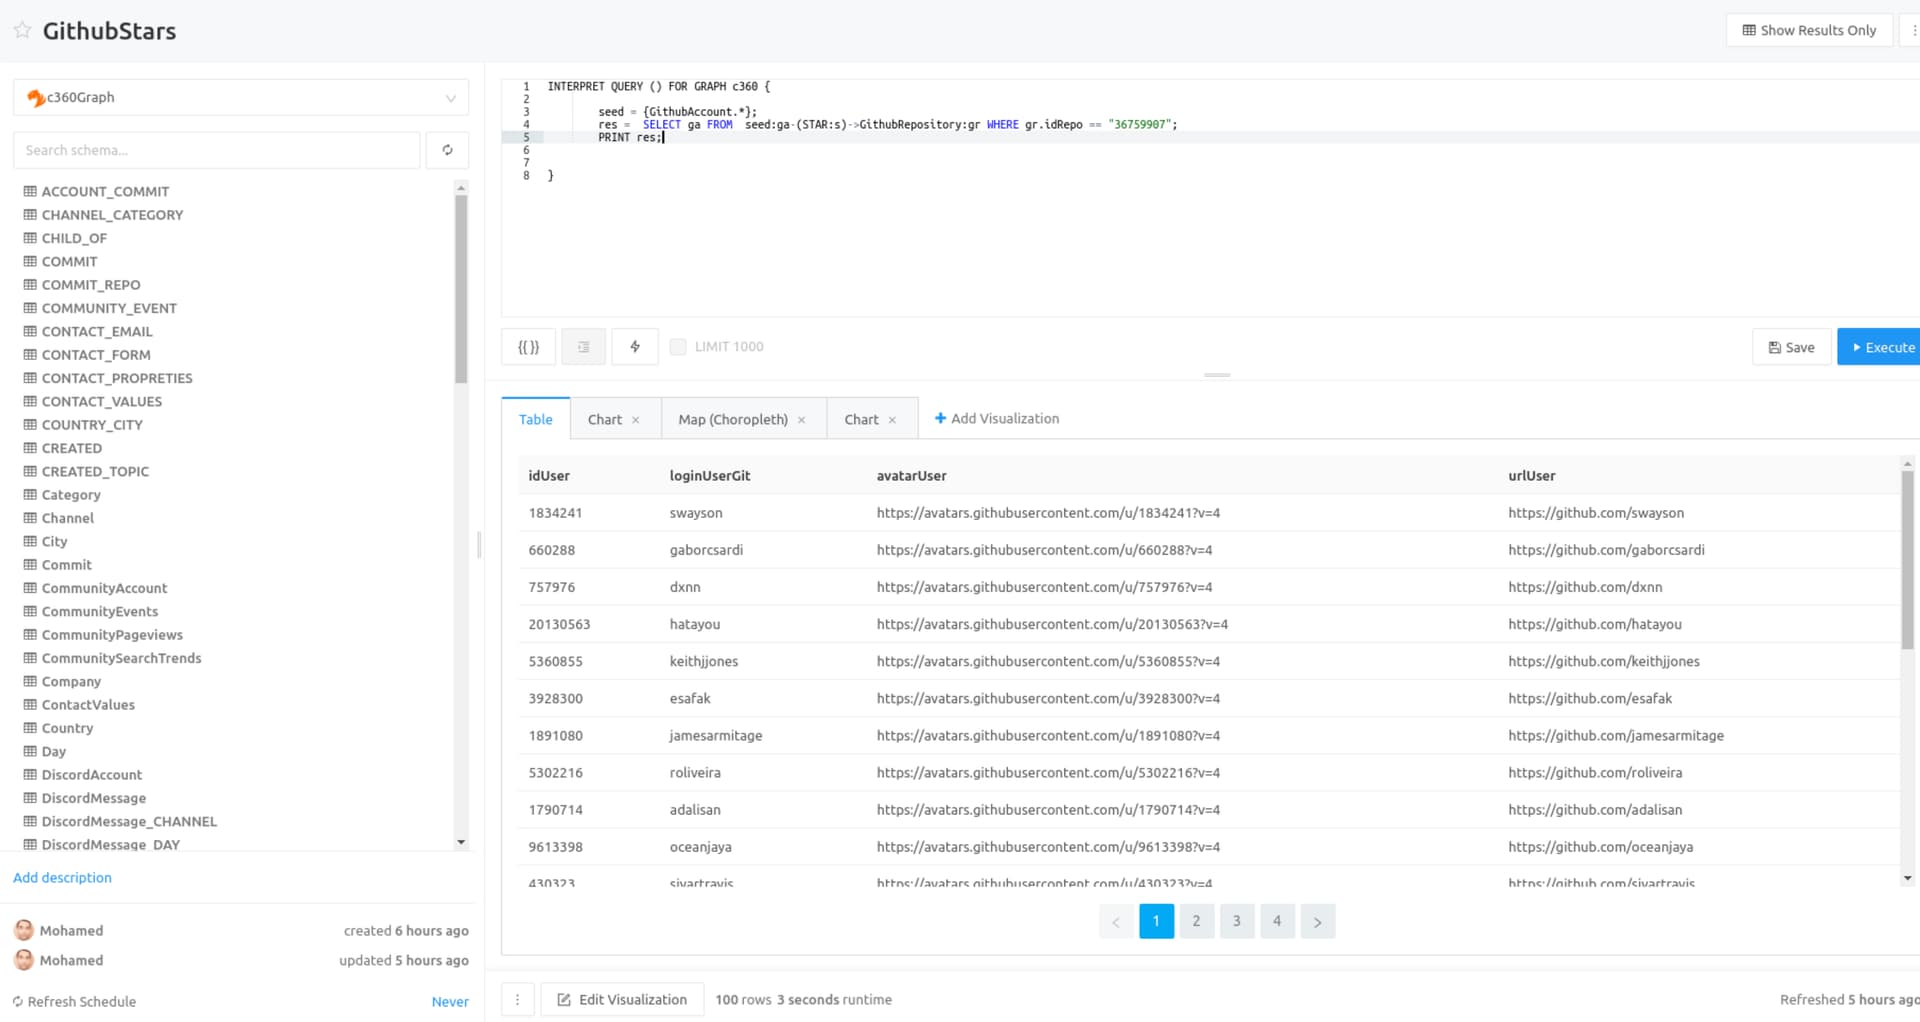 GithubStars
Show Results Only
c360Graph
Search schema...
ACCOUNT_COMMIT
CHANNEL_CATEGORY
CHILD_OF
COMMIT
COMMIT_REPO
COMMUNITY_EVENT
CONTACT_EMAIL
CONTACT_FORM
CONTACT_PROPRETIES
CONTACT_VALUES
COUNTRY_CITY
CREATED
CREATED_TOPIC
Category
Channel
City
Commit
CommunityAccount
CommunityEvents
CommunityPageviews
CommunitySearchTrends
Company
ContactValues
Country
Day
DiscordAccount
DiscordMessage
DiscordMessage_CHANNEL
DiscordMessage_DAY
Add description
Mohamed created 6 hours ago
Mohamed updated 5 hours ago
Refresh Schedule Never
1 INTERPRET QUERY () FOR GRAPH c360 {
2
3 seed = {GithubAccount.*};
4 res = SELECT ga FROM seed:ga-(STAR:s)->GithubRepository:gr WHERE gr.idRepo == "36759907";
5 PRINT res;
6
7
8 }
{{ }} LIMIT 1000 Save Execute
Table Chart × Map (Choropleth) × Chart × + Add Visualization
idUser loginUserGit avatarUser urlUser
1834241 swayson https://avatars.githubusercontent.com/u/1834241?v=4 https://github.com/swayson
660288 gaborcsardi https://avatars.githubusercontent.com/u/660288?v=4 https://github.com/gaborcsardi
757976 dxnn https://avatars.githubusercontent.com/u/757976?v=4 https://github.com/dxnn
20130563 hatayou https://avatars.githubusercontent.com/u/20130563?v=4 https://github.com/hatayou
5360855 keithjjones https://avatars.githubusercontent.com/u/5360855?v=4 https://github.com/keithjjones
3928300 esafak https://avatars.githubusercontent.com/u/3928300?v=4 https://github.com/esafak
1891080 jamesarmitage https://avatars.githubusercontent.com/u/1891080?v=4 https://github.com/jamesarmitage
5302216 roliveira https://avatars.githubusercontent.com/u/5302216?v=4 https://github.com/roliveira
1790714 adalisan https://avatars.githubusercontent.com/u/1790714?v=4 https://github.com/adalisan
9613398 oceanjaya https://avatars.githubusercontent.com/u/9613398?v=4 https://github.com/oceanjaya
430323 sivartravis https://avatars.githubusercontent.com/u/430323?v=4 https://github.com/sivartravis
< 1 2 3 4 >
Edit Visualization 100 rows 3 seconds runtime Refreshed 5 hours ago